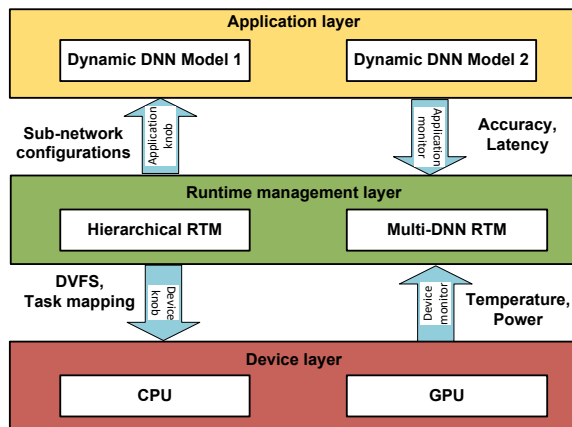 Application layer
Dynamic DNN Model 1
Dynamic DNN Model 2
Sub-network
configurations
Application
knob
Application
monitor
Accuracy,
Latency
Runtime management layer
Hierarchical RTM
Multi-DNN RTM
DVFS,
Task mapping
Device
knob
Device
monitor
Temperature,
Power
Device layer
CPU
GPU